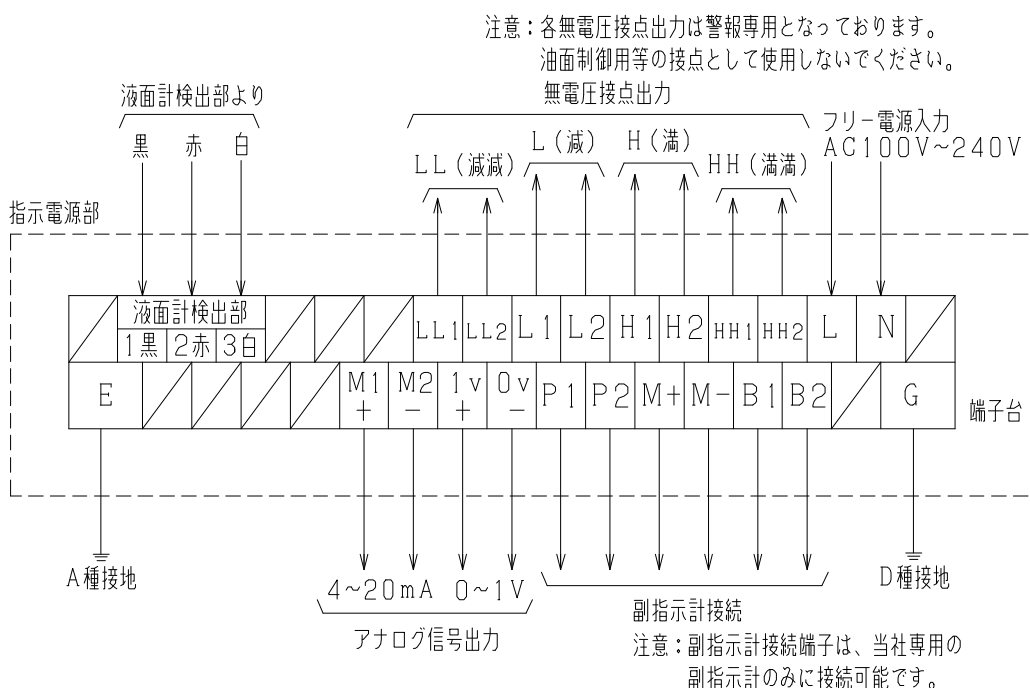 注意：各無電圧接点出力は警報専用となっております。
油面制御用等の接点として使用しないでください。
液面計検出部より
無電圧接点出力
フリー電源入力
AC100V~240V
黒 赤 白
LL(減減) L(減) H(満) HH(満満)
指示電源部
液面計検出部
1黒 2赤 3白
LL1 LL2 L1 L2 H1 H2 HH1 HH2 L N
E M1+ M2- 1v+ 0v- P1 P2 M+ M- B1 B2 G
端子台
A種接地
4~20mA 0~1V
アナログ信号出力
D種接地
副指示計接続
注意：副指示計接続端子は、当社専用の
副指示計のみに接続可能です。